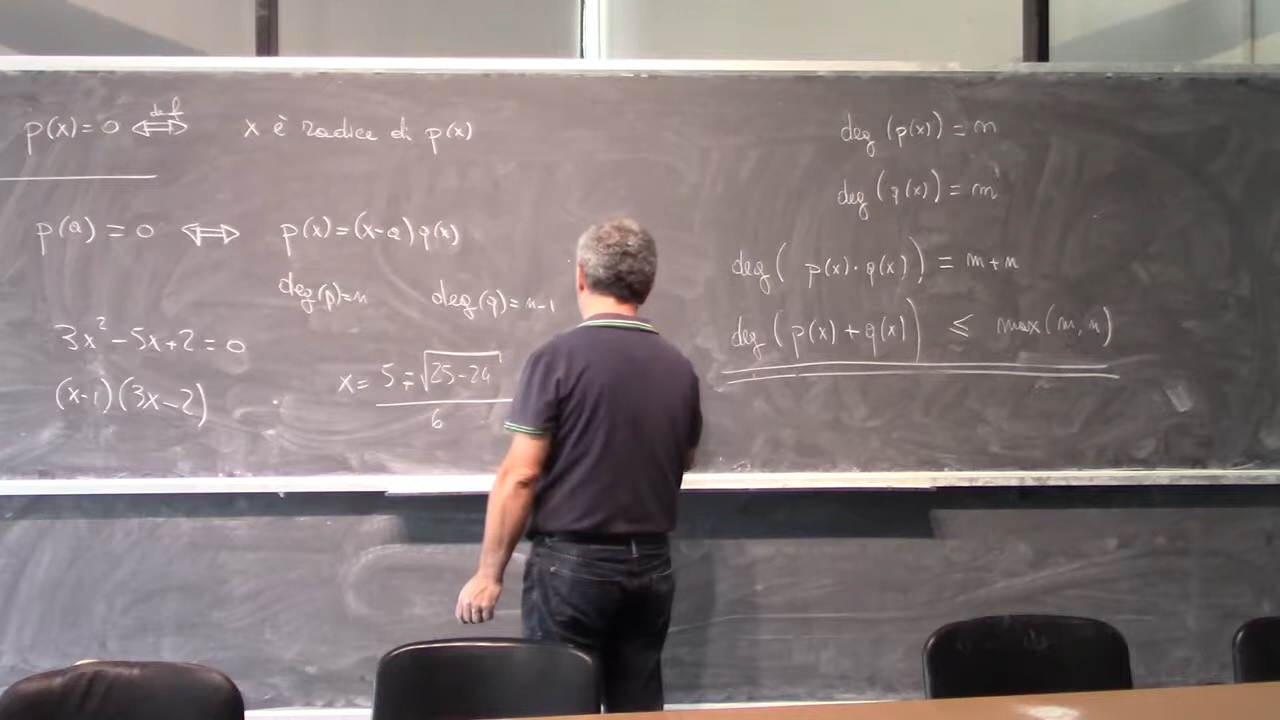 p(x)=0 ⇔ def x è radice di p(x)
p(a)=0 ⇔ p(x)=(x-a)q(x)
deg(p)=n deg(q)=n-1
3x²-5x+2=0
(x-1)(3x-2)
x= 5∓√25-24
6
deg(p(x))=n
deg(q(x))=m
deg(p(x)·q(x))=m+n
deg(p(x)+q(x)) ≤ max(m,n)